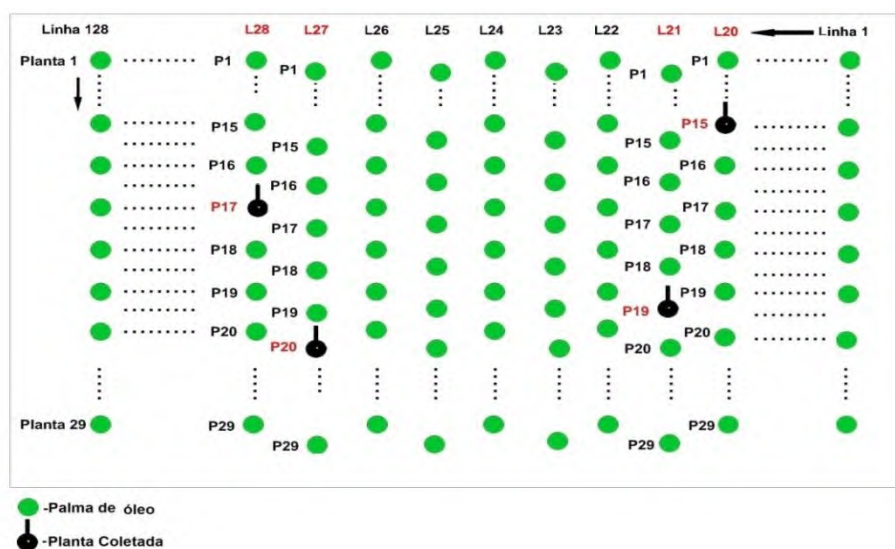 Linha 128 L28 L27 L26 L25 L24 L23 L22 L21 L20 Linha 1
Planta 1 P1 P1 P1 P1
P15 P15 P15 P15
P16 P16 P16 P16
P17 P17 P17 P17
P18 P18 P18 P18
P19 P19 P19 P19
P20 P20 P20 P20
Planta 29 P29 P29 P29 P29
-Palma de óleo
-Planta Coletada